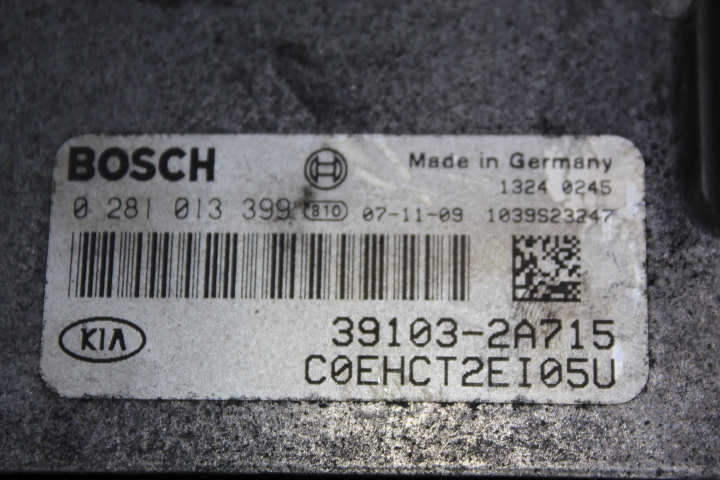 BOSCH
Made in Germany
1324 0245
0 281 013 399 810 07-11-09 1039S23247
KIA
39103-2A715
C0EHCT2EI05U